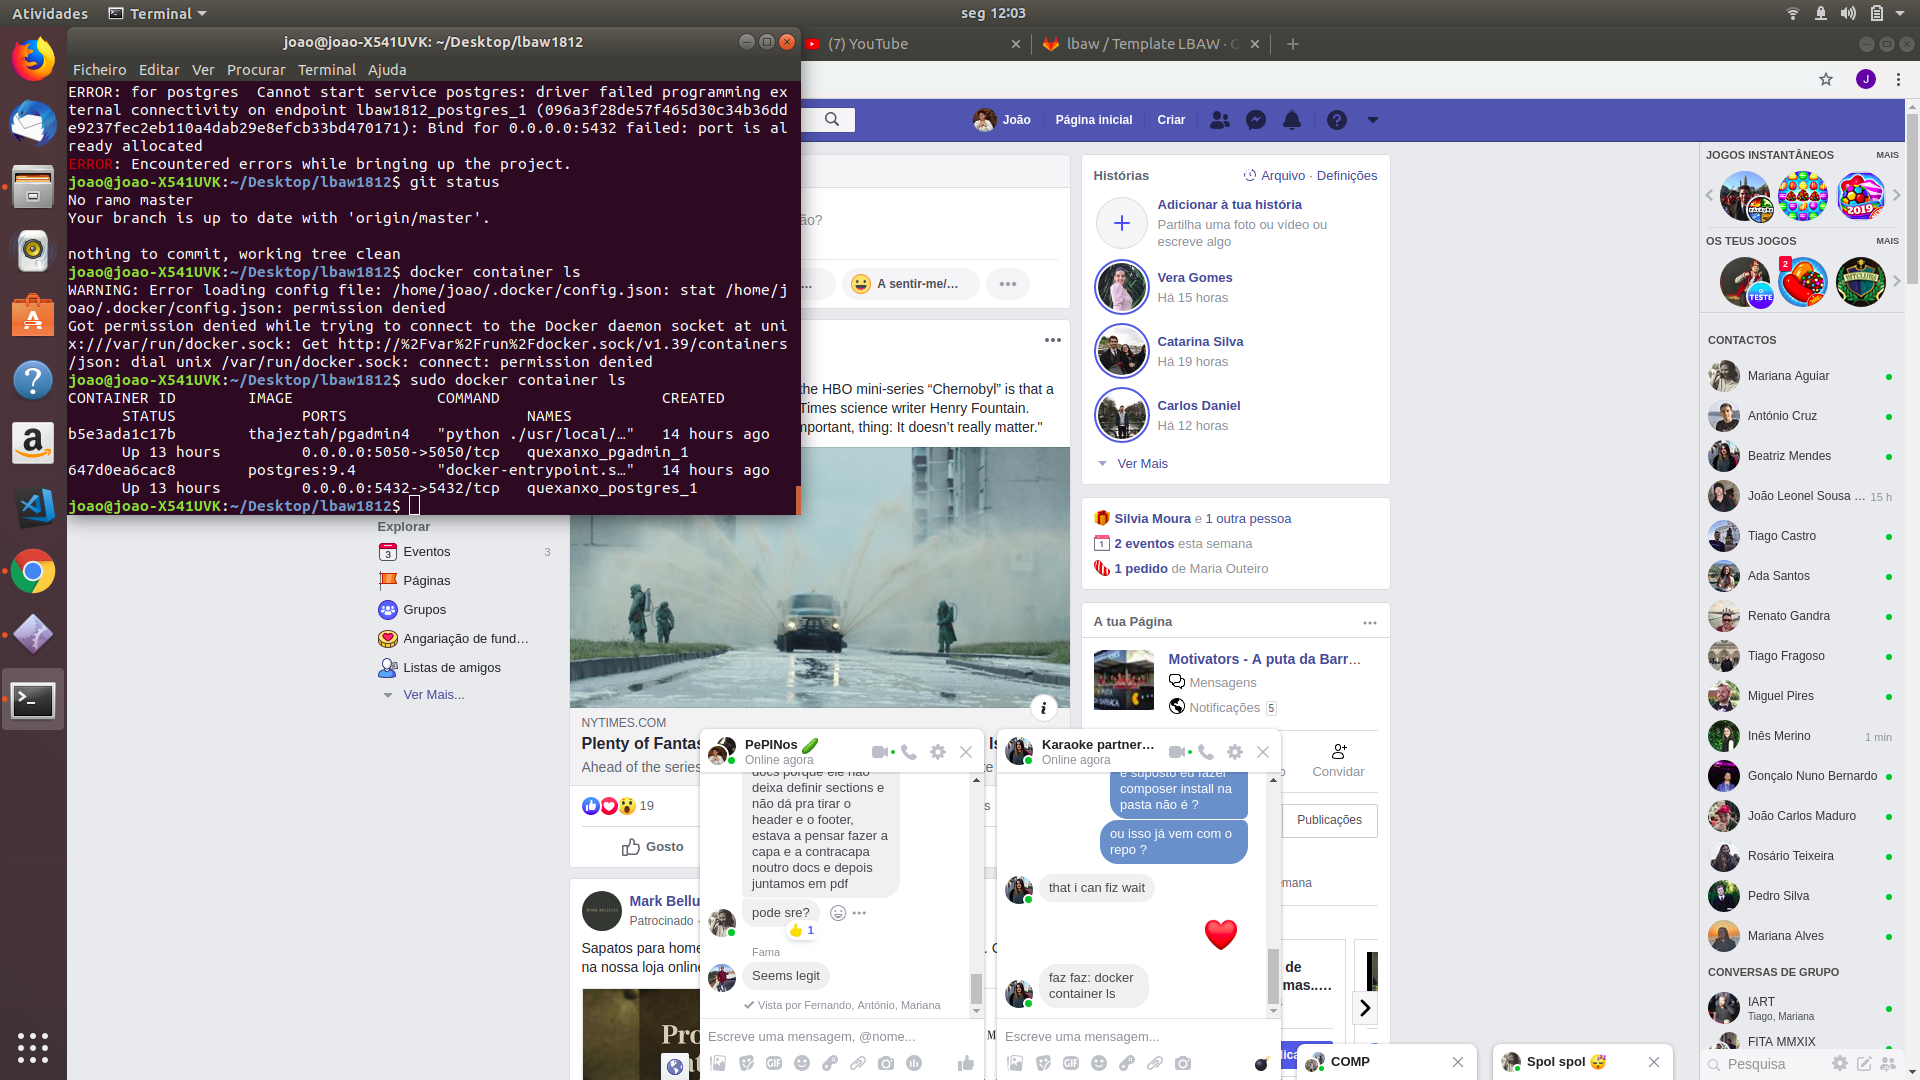 Atividades
Terminal
seg 12:03
joao@joao-X541UVK: ~/Desktop/lbaw1812
Ficheiro Editar Ver Procurar Terminal Ajuda
ERROR: for postgres  Cannot start service postgres: driver failed programming ex
ternal connectivity on endpoint lbaw1812_postgres_1 (096a3f28de57f465d30c34b36dd
e9237fec2eb110a4dab29e8efcb33bd470171): Bind for 0.0.0.0:5432 failed: port is al
ready allocated
ERROR: Encountered errors while bringing up the project.
joao@joao-X541UVK:~/Desktop/lbaw1812$ git status
No ramo master
Your branch is up to date with 'origin/master'.
nothing to commit, working tree clean
joao@joao-X541UVK:~/Desktop/lbaw1812$ docker container ls
WARNING: Error loading config file: /home/joao/.docker/config.json: stat /home/j
oao/.docker/config.json: permission denied
Got permission denied while trying to connect to the Docker daemon socket at uni
x:///var/run/docker.sock: Get http://%2Fvar%2Frun%2Fdocker.sock/v1.39/containers
/json: dial unix /var/run/docker.sock: connect: permission denied
joao@joao-X541UVK:~/Desktop/lbaw1812$ sudo docker container ls
CONTAINER ID        IMAGE                COMMAND                  CREATED
      STATUS              PORTS                    NAMES
b5e3ada1c17b        thajeztah/pgadmin4   "python ./usr/local/…"   14 hours ago
      Up 13 hours         0.0.0.0:5050->5050/tcp   quexanxo_pgadmin_1
647d0ea6cac8        postgres:9.4         "docker-entrypoint.s…"   14 hours ago
      Up 13 hours         0.0.0.0:5432->5432/tcp   quexanxo_postgres_1
joao@joao-X541UVK:~/Desktop/lbaw1812$
(7) YouTube
lbaw / Template LBAW · G
J
João
Página inicial
Criar
ão?
...
A sentir-me/...
the HBO mini-series “Chernobyl” is that a
Times science writer Henry Fountain.
mportant, thing: It doesn’t really matter."
Explorar
Eventos 3
Páginas
Grupos
Angariação de fund...
Listas de amigos
Ver Mais...
NYTIMES.COM
Plenty of Fantas
Ahead of the series
19
Gosto
Mark Bellu
Patrocinado ·
Sapatos para home
na nossa loja online
Pro
Histórias
Arquivo · Definições
Adicionar à tua história
Partilha uma foto ou vídeo ou
escreve algo
Vera Gomes
Há 15 horas
Catarina Silva
Há 19 horas
Carlos Daniel
Há 12 horas
Ver Mais
Silvia Moura e 1 outra pessoa
2 eventos esta semana
1 pedido de Maria Outeiro
A tua Página
Motivators - A puta da Barr...
Mensagens
Notificações 5
Convidar
Publicações
emana
de
mas.....
PePINos
Online agora
docs porque ele não
deixa definir sections e
não dá pra tirar o
header e o footer,
estava a pensar fazer a
capa e a contracapa
noutro docs e depois
juntamos em pdf
pode sre?
1
Fama
Seems legit
Vista por Fernando, António, Mariana
Escreve uma mensagem, @nome...
GIF
Karaoke partner...
Online agora
é suposto eu fazer
composer install na
pasta não é ?
ou isso já vem com o
repo ?
that i can fiz wait
faz faz: docker
container ls
Escreve uma mensagem...
GIF
COMP
Spol spol
JOGOS INSTANTÂNEOS MAIS
2019
OS TEUS JOGOS MAIS
2
O TESTE
CONTACTOS
Mariana Aguiar
António Cruz
Beatriz Mendes
João Leonel Sousa ... 15 h
Tiago Castro
Ada Santos
Renato Gandra
Tiago Fragoso
Miguel Pires
Inês Merino 1 min
Gonçalo Nuno Bernardo
João Carlos Maduro
Rosário Teixeira
Pedro Silva
Mariana Alves
CONVERSAS DE GRUPO
IART
Tiago, Mariana
FITA MMXIX
Pesquisa